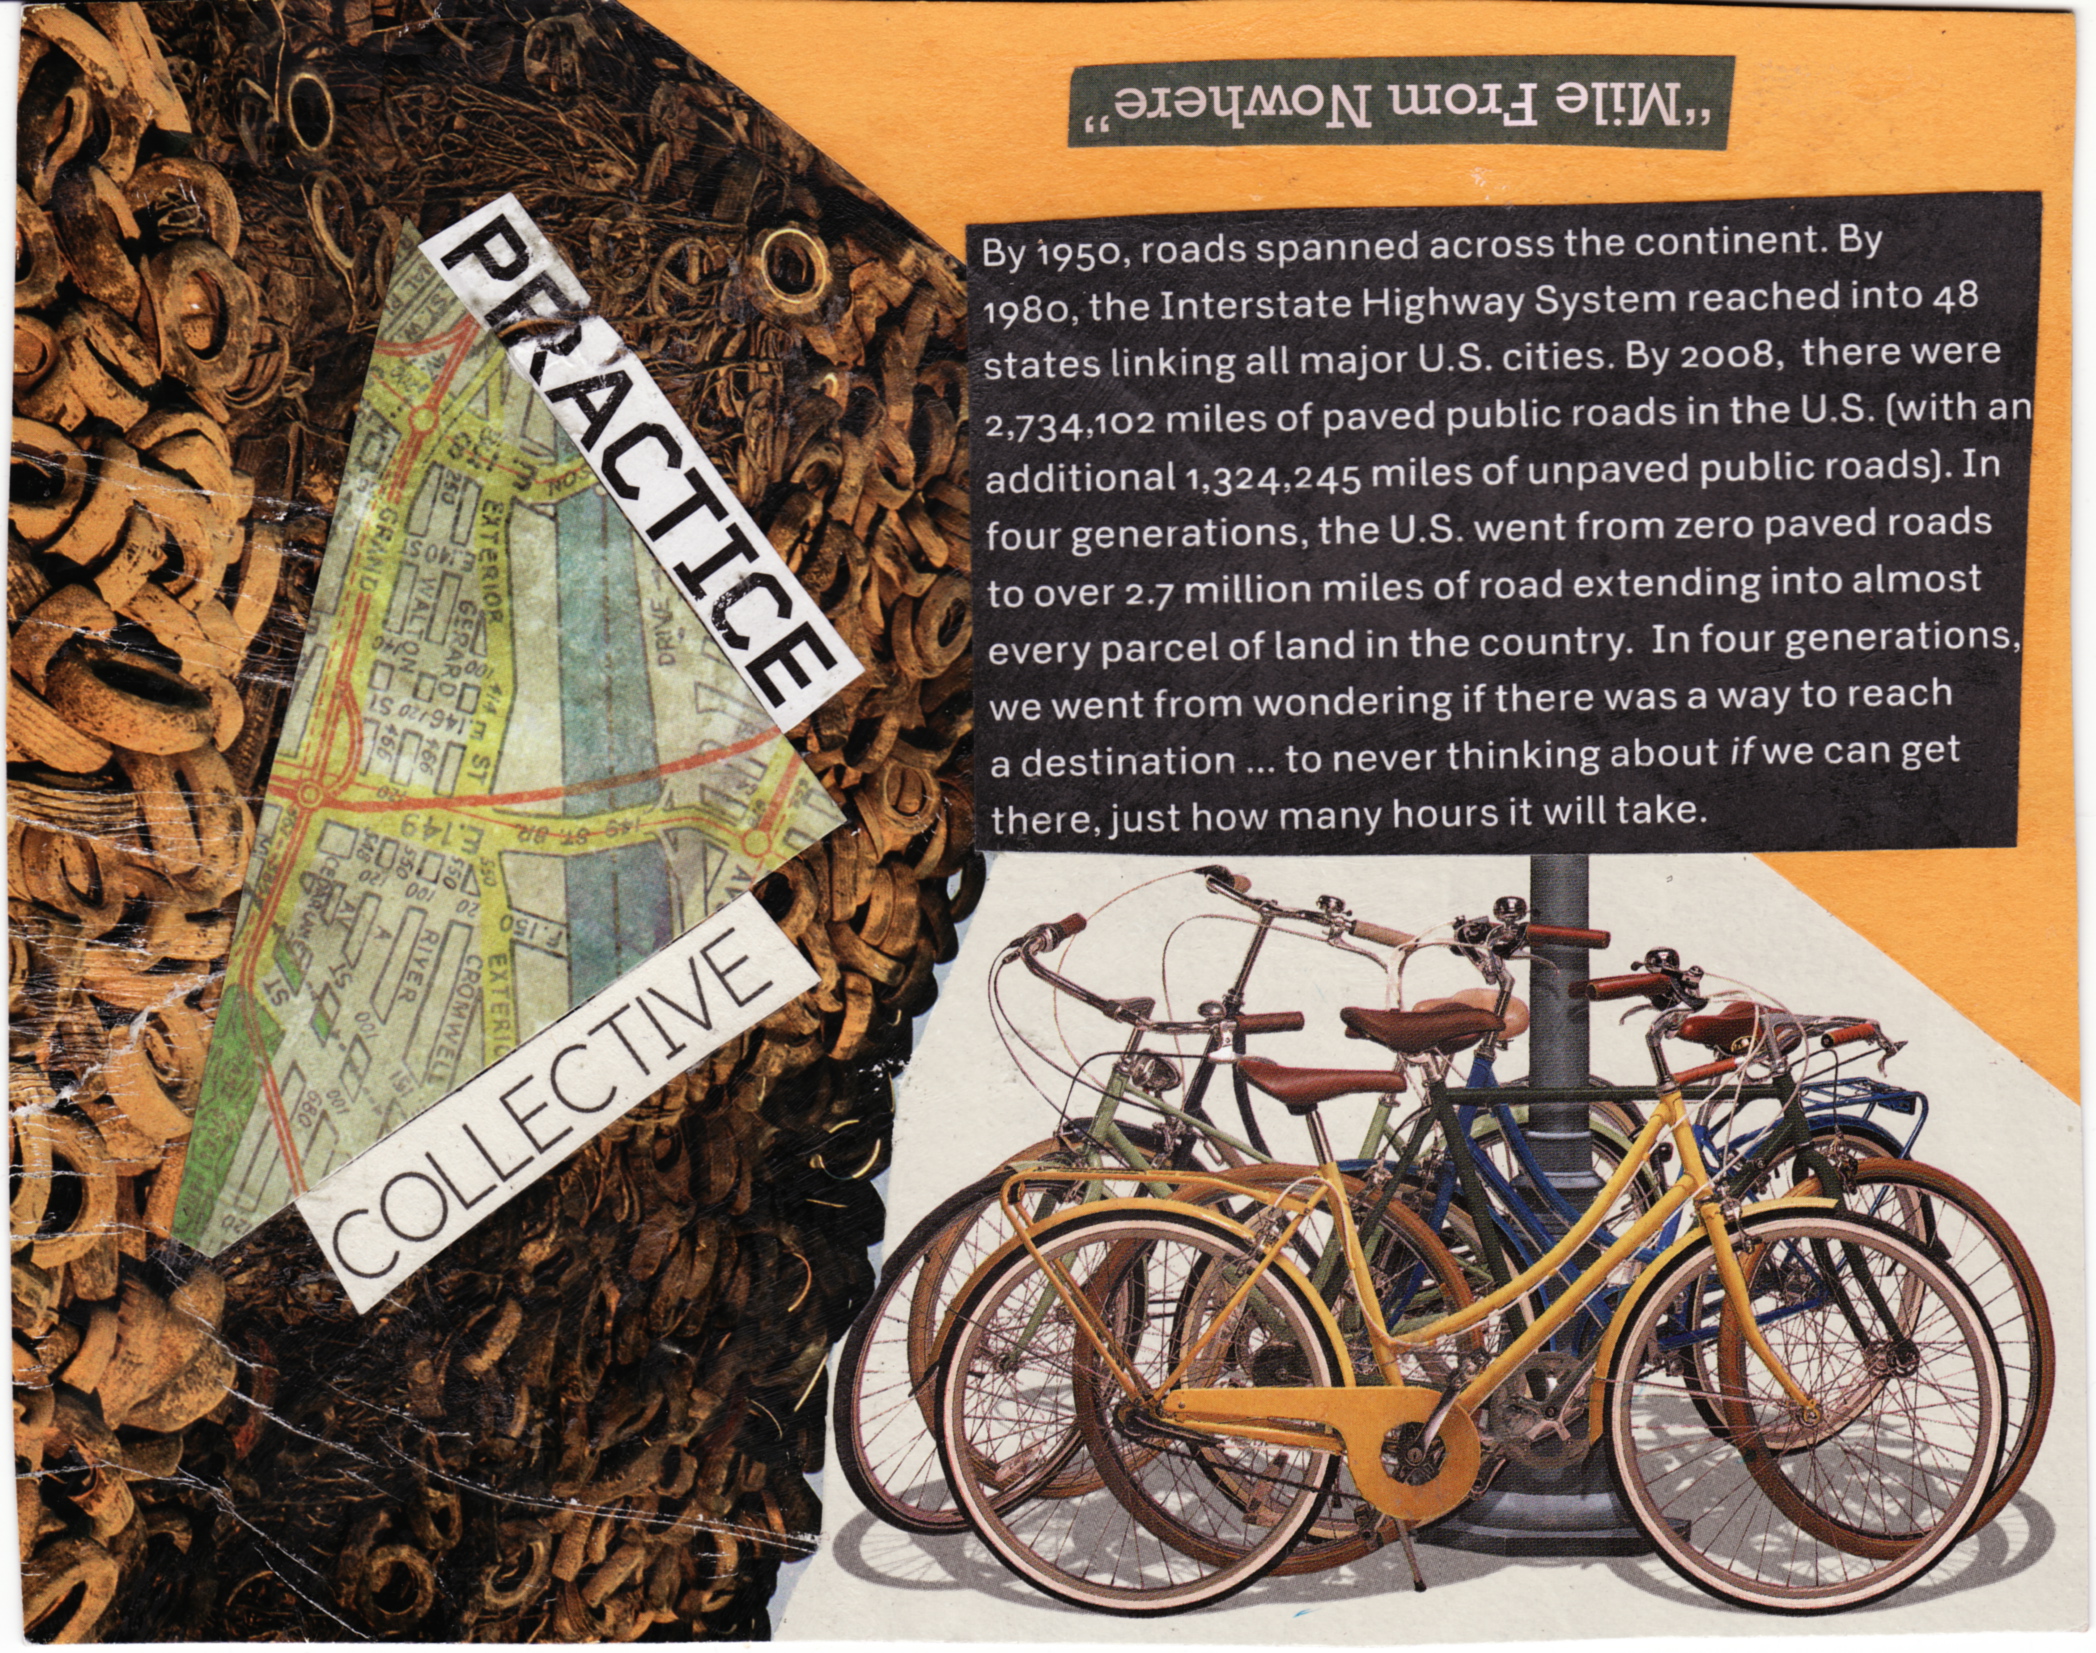 "Mile From Nowhere"
By 1950, roads spanned across the continent. By
1980, the Interstate Highway System reached into 48
states linking all major U.S. cities. By 2008, there were
2,734,102 miles of paved public roads in the U.S. (with an
additional 1,324,245 miles of unpaved public roads). In
four generations, the U.S. went from zero paved roads
to over 2.7 million miles of road extending into almost
every parcel of land in the country. In four generations,
we went from wondering if there was a way to reach
a destination ... to never thinking about if we can get
there, just how many hours it will take.
PRACTICE
COLLECTIVE
GRAND
EXTERIOR
WALTON
GERARD
DRIVE
E.149
149 ST. BR.
RIVER
CROMWELL
E.150
ST